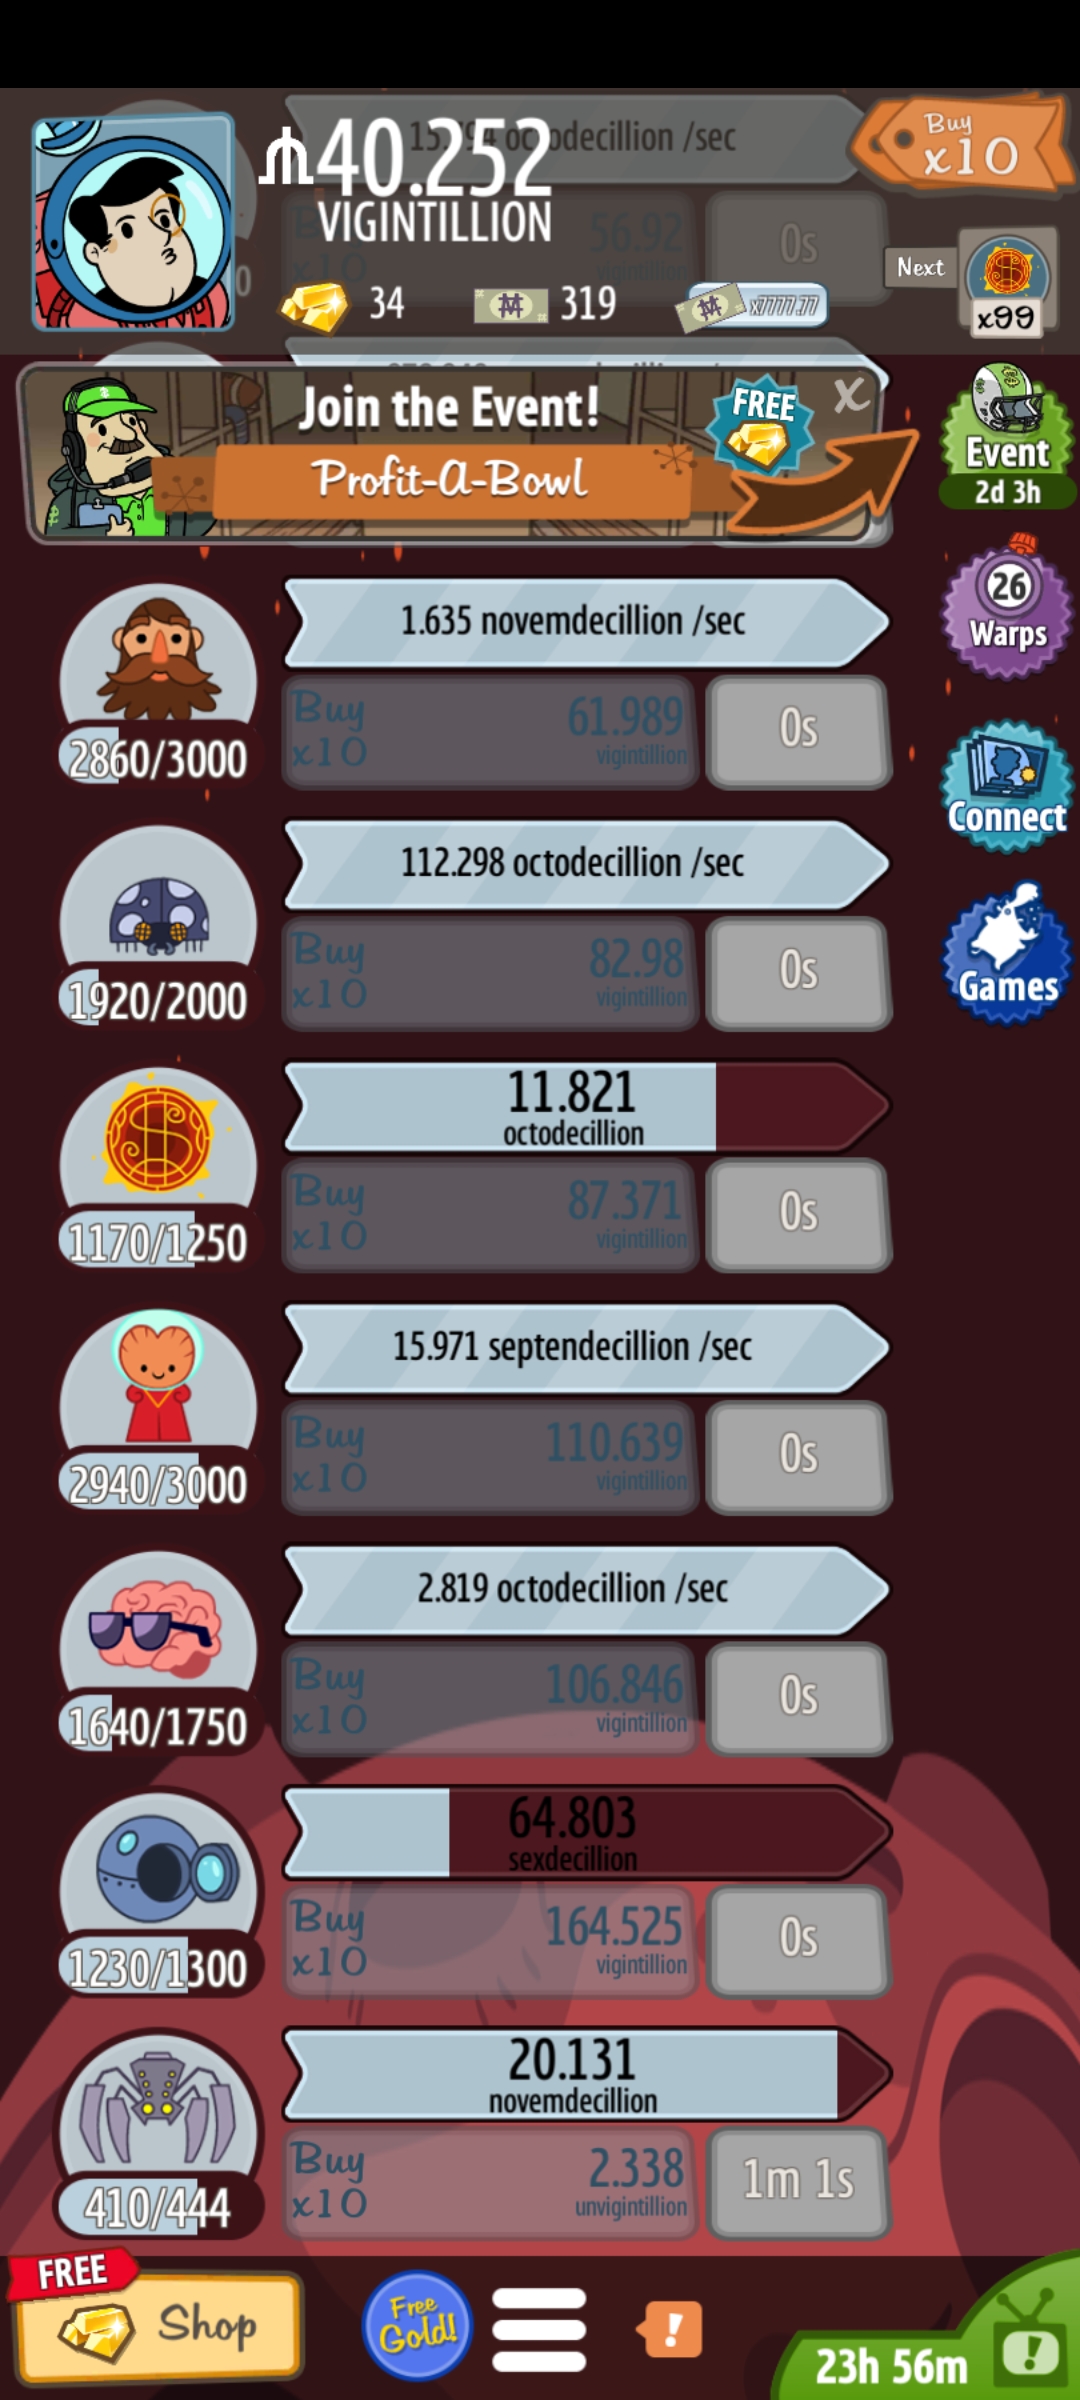 15.794 octodecillion /sec
₥40.252
VIGINTILLION
Buy
x10
Buy
x10
56.92
vigintillion
0s
34
319
x7777.77
Next
x99
Join the Event!
FREE
X
Profit-A-Bowl
Event
2d 3h
1.635 novemdecillion /sec
26
Warps
2860/3000
Buy
x10
61.989
vigintillion
0s
Connect
112.298 octodecillion /sec
1920/2000
Buy
x10
82.98
vigintillion
0s
Games
11.821
octodecillion
1170/1250
Buy
x10
87.371
vigintillion
0s
15.971 septendecillion /sec
2940/3000
Buy
x10
110.639
vigintillion
0s
2.819 octodecillion /sec
1640/1750
Buy
x10
106.846
vigintillion
0s
64.803
sexdecillion
1230/1300
Buy
x10
164.525
vigintillion
0s
20.131
novemdecillion
410/444
Buy
x10
2.338
unvigintillion
1m 1s
FREE
Shop
Free
Gold!
!
23h 56m
!